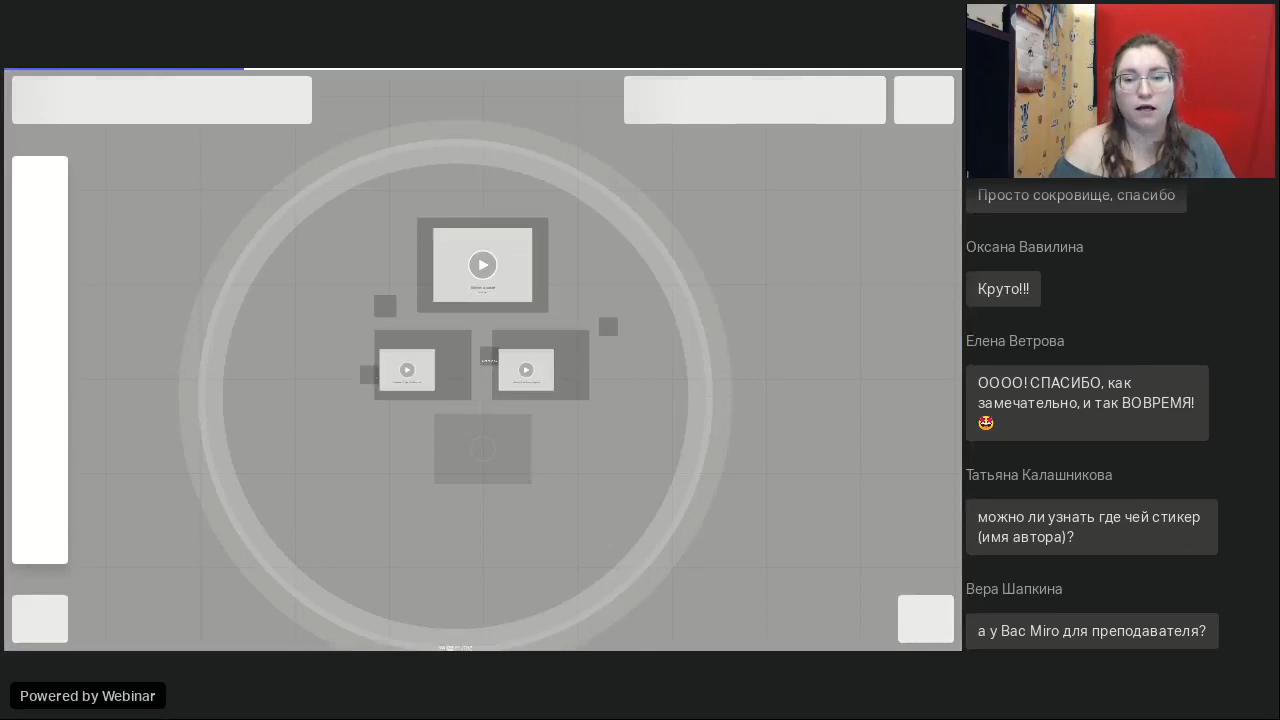 Просто сокровище, спасибо
Оксана Вавилина
Круто!!!
Елена Ветрова
ОООО! СПАСИБО, как
замечательно, и так ВОВРЕМЯ!
🤩
Татьяна Калашникова
можно ли узнать где чей стикер
(имя автора)?
Вера Шапкина
а у Вас Miro для преподавателя?
Powered by Webinar